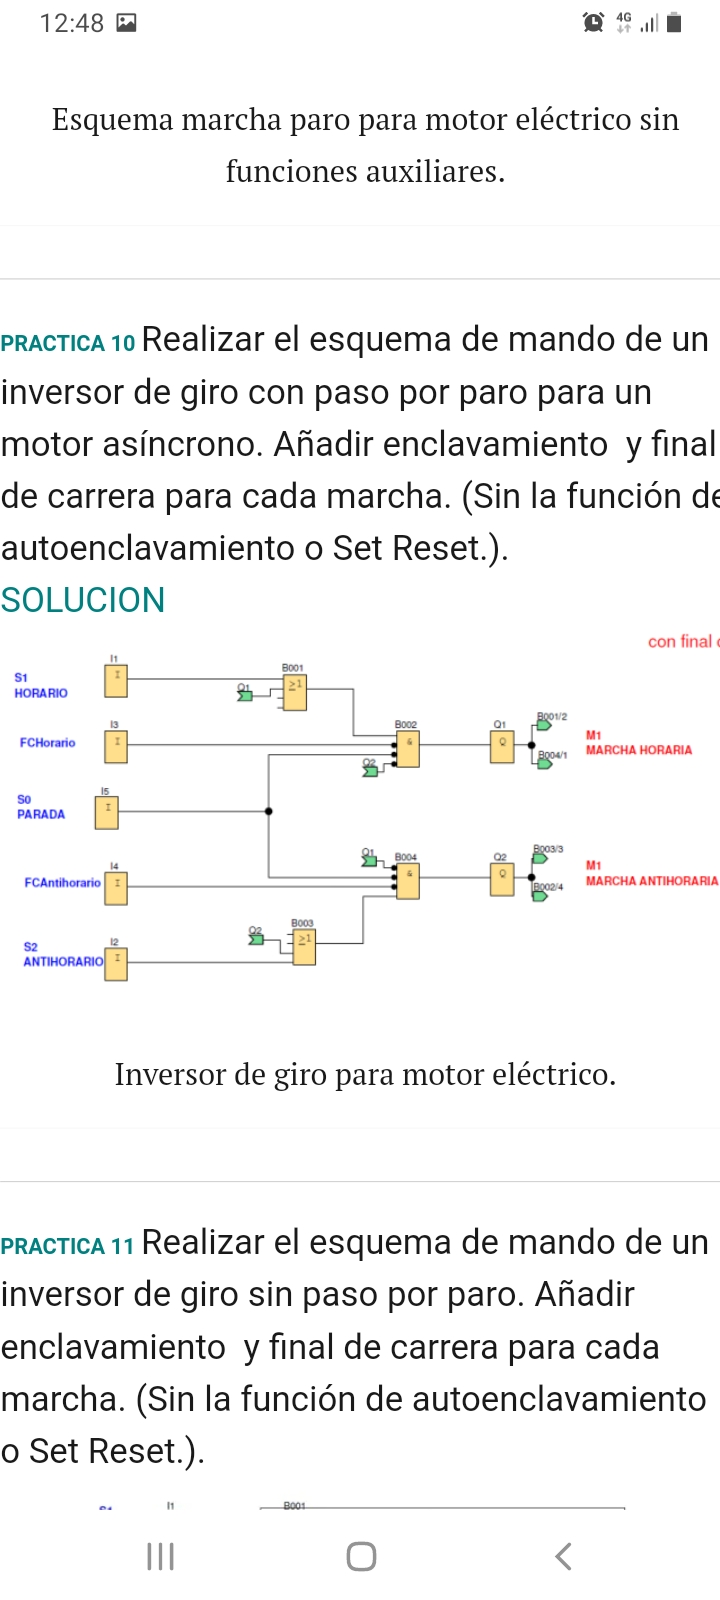 12:48
4G
Esquema marcha paro para motor eléctrico sin
funciones auxiliares.
PRACTICA 10 Realizar el esquema de mando de un
inversor de giro con paso por paro para un
motor asíncrono. Añadir enclavamiento y final
de carrera para cada marcha. (Sin la función de
autoenclavamiento o Set Reset.).
SOLUCION
con final
I1
S1
HORARIO
I
Q1
B001
≥1
I3
FCHorario
I
B002
&
Q2
Q1
Q
B001/2
B004/1
M1
MARCHA HORARIA
I5
S0
PARADA
I
I4
FCAntihorario
I
Q1
B004
&
Q2
Q
B003/3
B002/4
M1
MARCHA ANTIHORARIA
Q2
B003
≥1
I2
S2
ANTIHORARIO
I
Inversor de giro para motor eléctrico.
PRACTICA 11 Realizar el esquema de mando de un
inversor de giro sin paso por paro. Añadir
enclavamiento y final de carrera para cada
marcha. (Sin la función de autoenclavamiento
o Set Reset.).
I1
B001